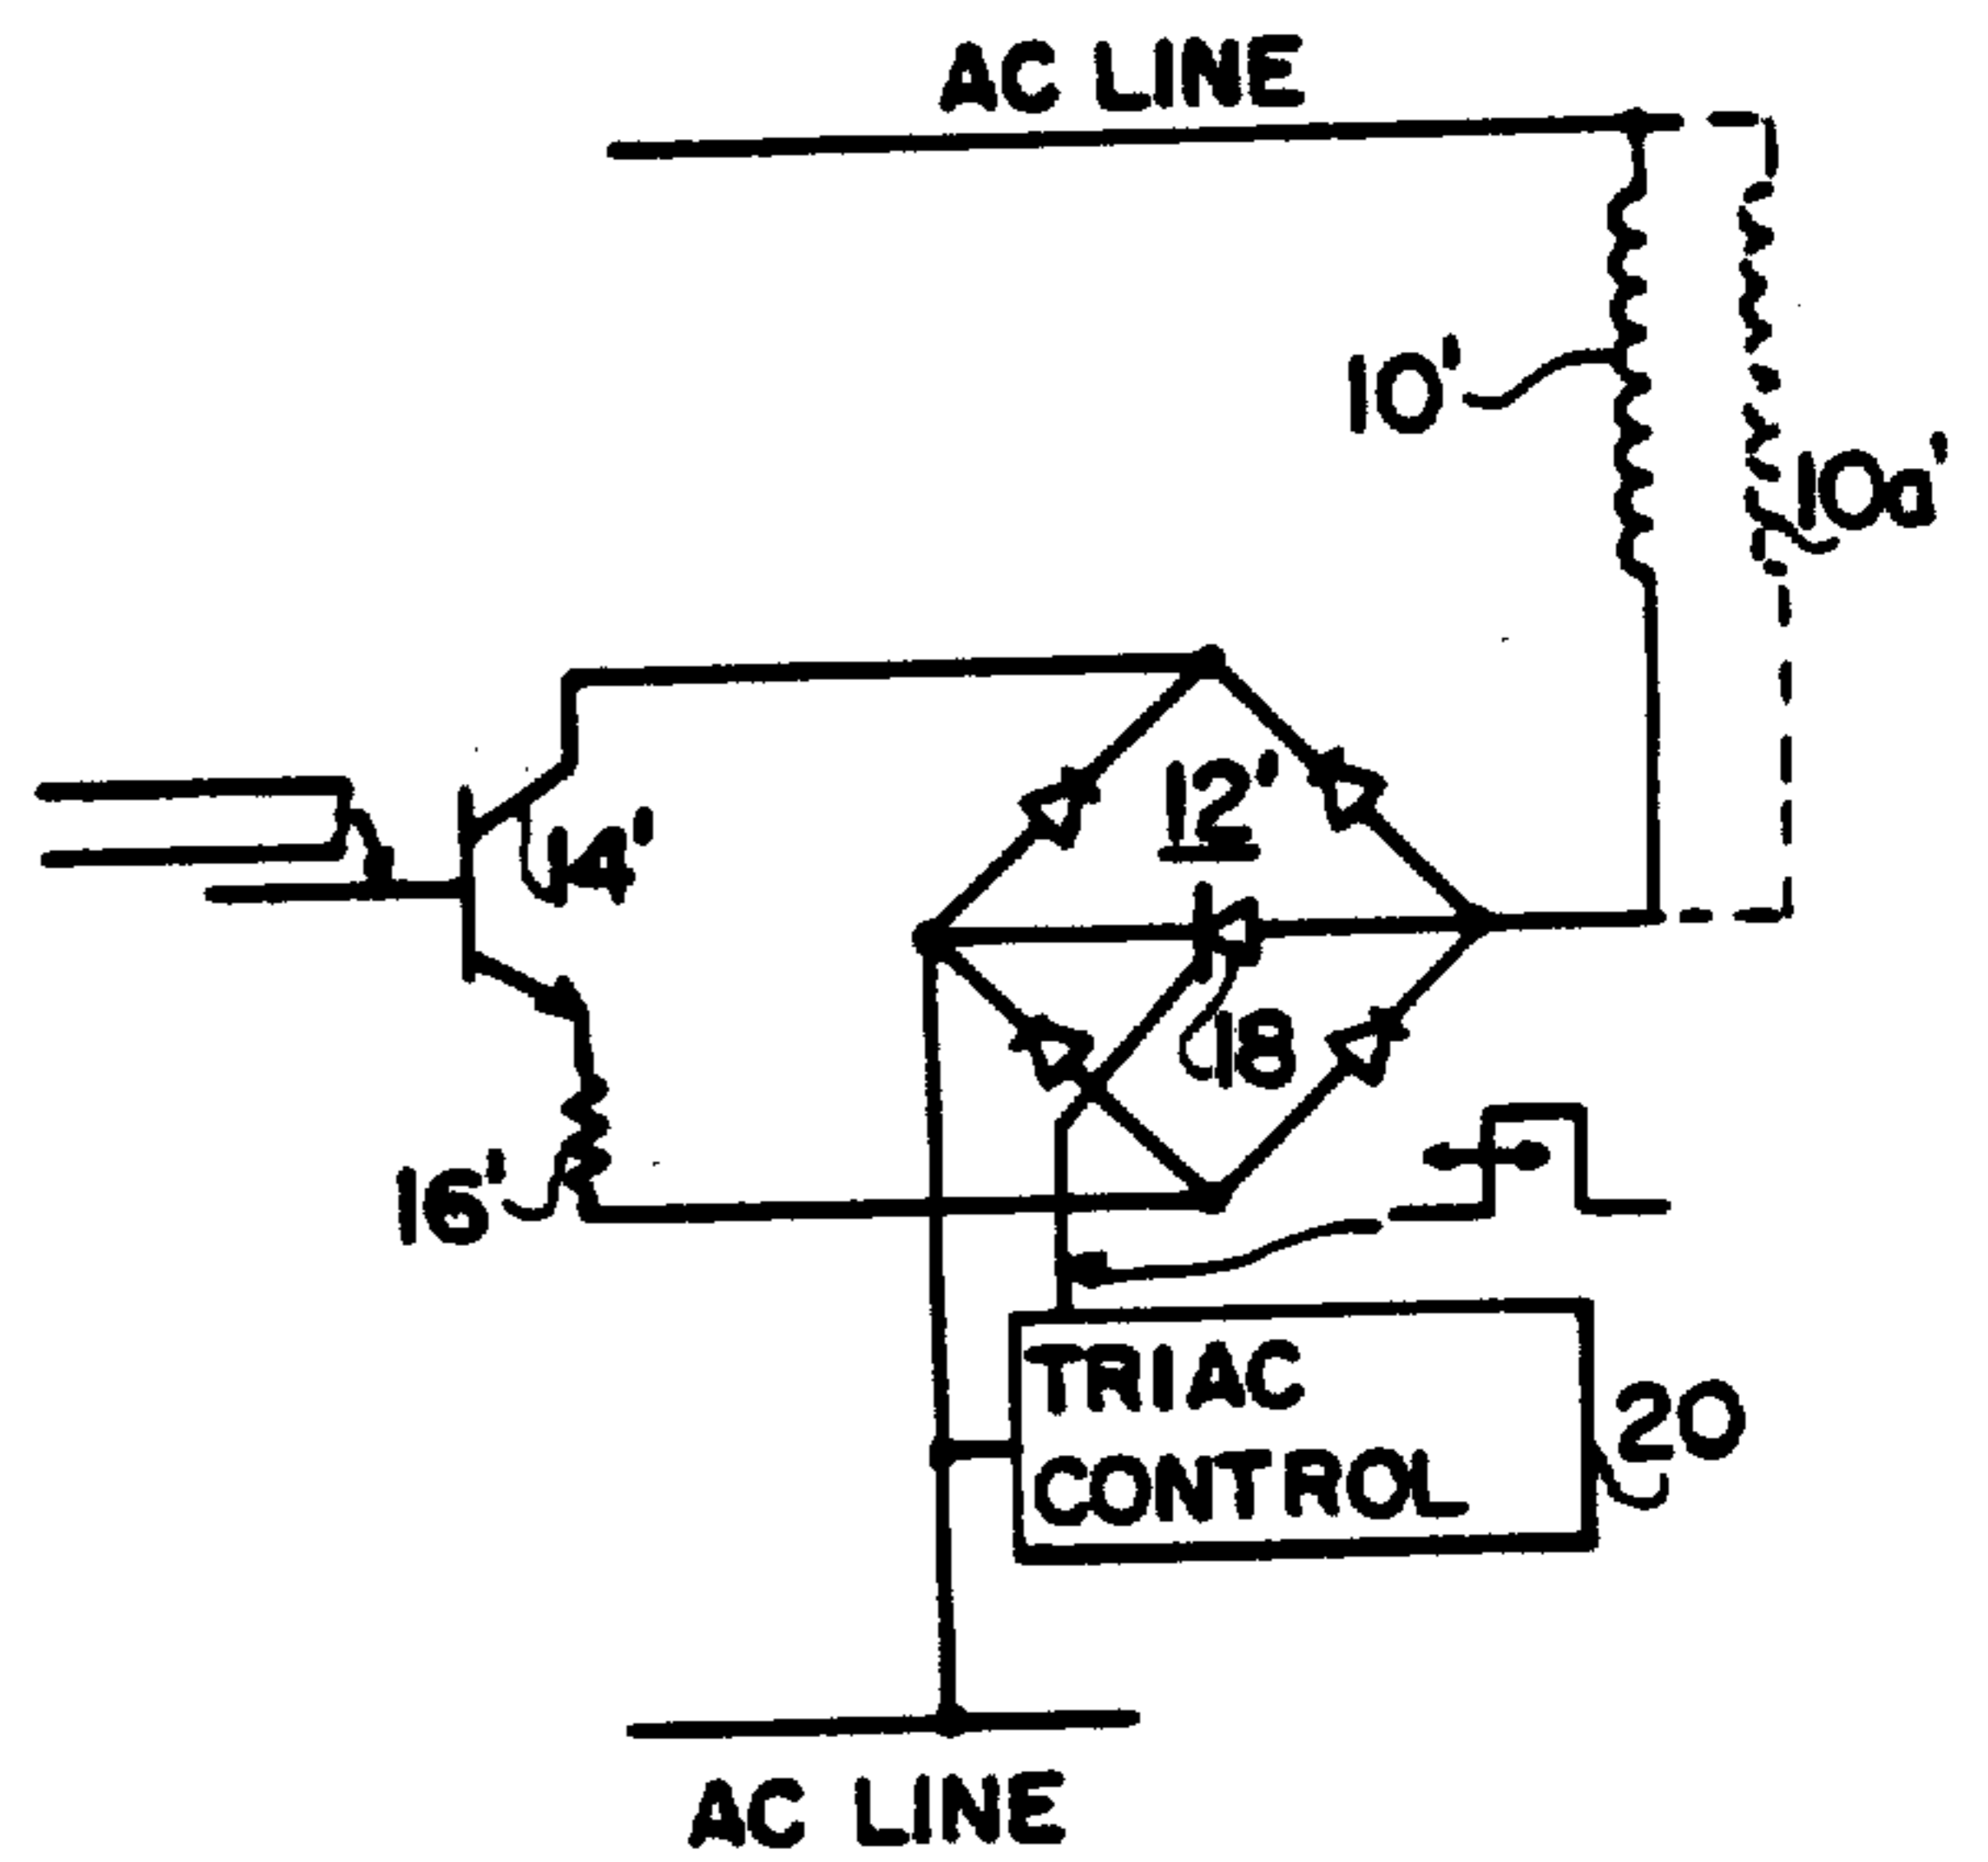 AC LINE
10'
10a'
12'
14'
18
16'
TRIAC
CONTROL
20
AC LINE